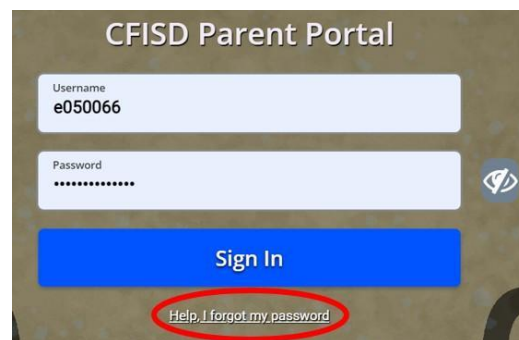 CFISD Parent Portal
Username
e050066
Password
••••••••••••••
Sign In
Help, I forgot my password